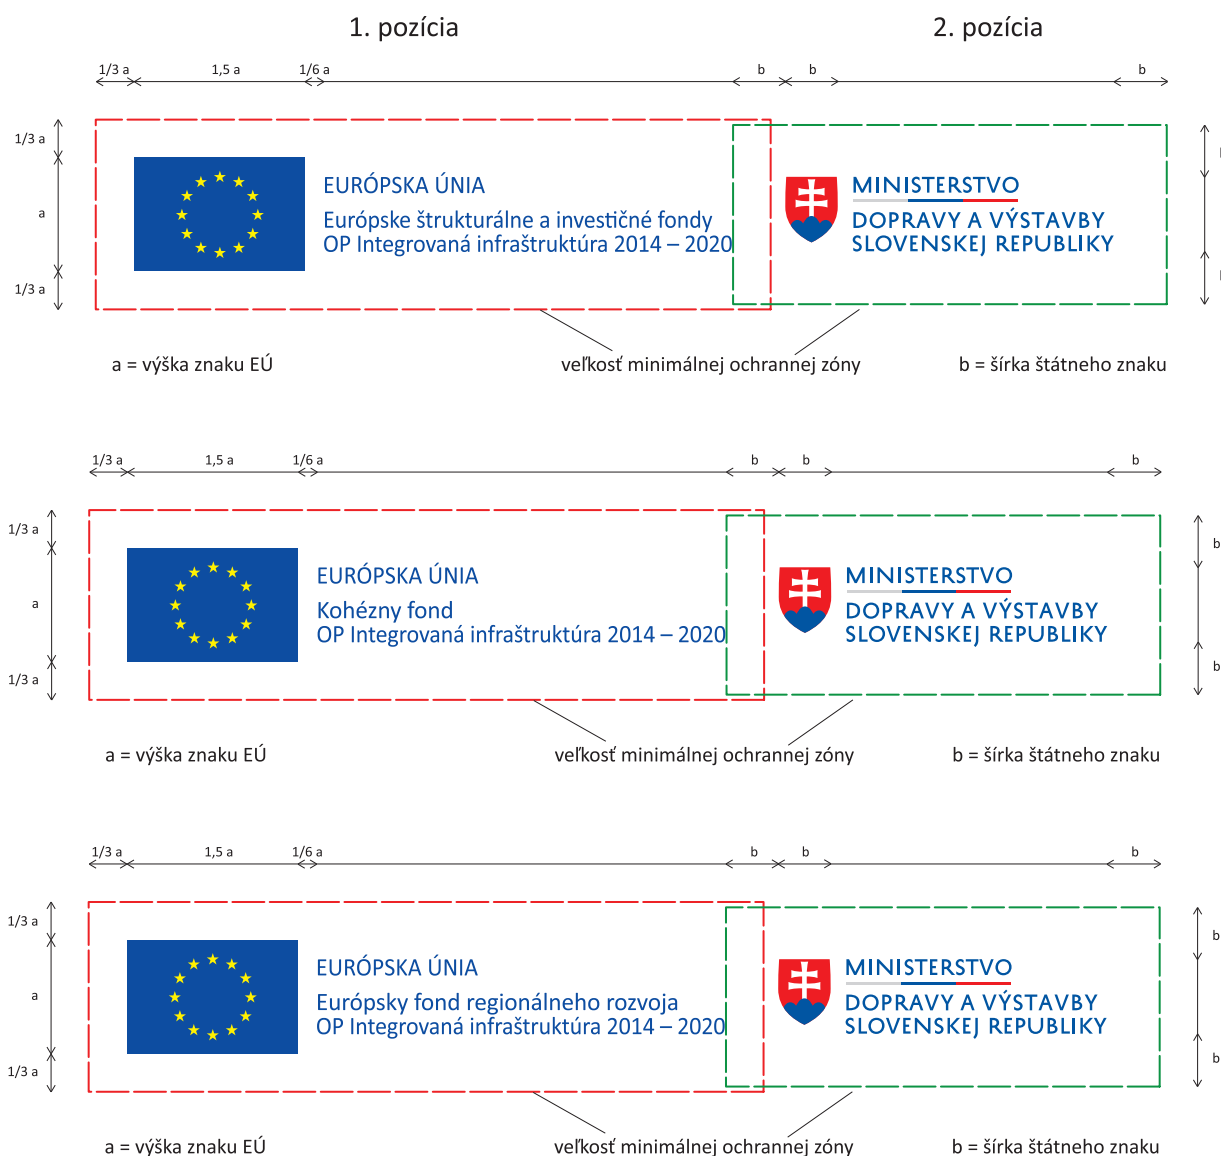 1. pozícia 2. pozícia
1/3 a 1,5 a 1/6 a b b b
1/3 a
a
1/3 a
EURÓPSKA ÚNIA
Európske štrukturálne a investičné fondy
OP Integrovaná infraštruktúra 2014 – 2020
MINISTERSTVO
DOPRAVY A VÝSTAVBY
SLOVENSKEJ REPUBLIKY
a = výška znaku EÚ veľkosť minimálnej ochrannej zóny b = šírka štátneho znaku
1/3 a 1,5 a 1/6 a b b b
1/3 a
a
1/3 a
EURÓPSKA ÚNIA
Kohézny fond
OP Integrovaná infraštruktúra 2014 – 2020
MINISTERSTVO
DOPRAVY A VÝSTAVBY
SLOVENSKEJ REPUBLIKY
b
b
b
a = výška znaku EÚ veľkosť minimálnej ochrannej zóny b = šírka štátneho znaku
1/3 a 1,5 a 1/6 a b b b
1/3 a
a
1/3 a
EURÓPSKA ÚNIA
Európsky fond regionálneho rozvoja
OP Integrovaná infraštruktúra 2014 – 2020
MINISTERSTVO
DOPRAVY A VÝSTAVBY
SLOVENSKEJ REPUBLIKY
b
b
b
a = výška znaku EÚ veľkosť minimálnej ochrannej zóny b = šírka štátneho znaku